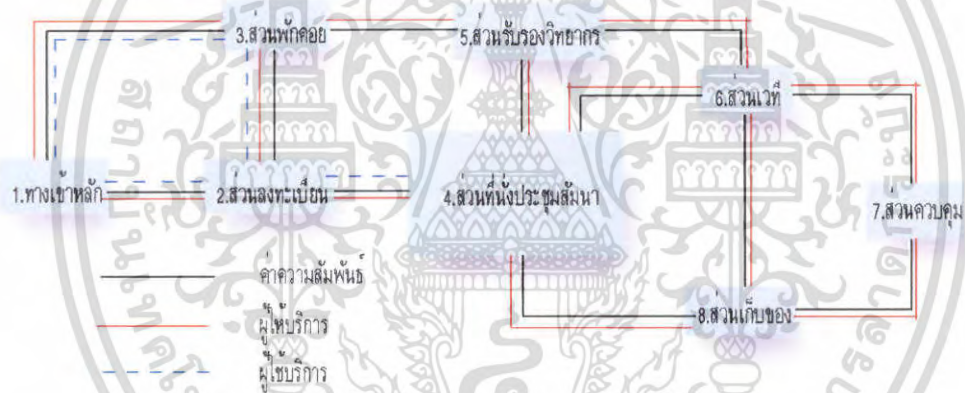 3.ส่วนพักคอย
5.ส่วนรับรองวิทยากร
6.ส่วนเวที
1.ทางเข้าหลัก
2.ส่วนลงทะเบียน
4.ส่วนที่นั่งประชุมสัมนา
7.ส่วนควบคุม
ค่าความสัมพันธ์
8.ส่วนเก็บของ
ผู้ให้บริการ
ผู้ใช้บริการ